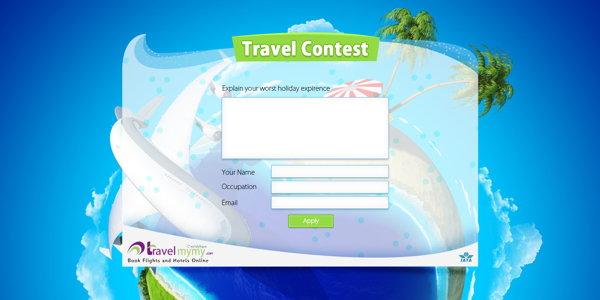 Travel Contest
Explain your worst holiday expirence
Your Name
Occupation
Email
Apply
travelmymy.com
Book Flights and Hotels Online
IATA